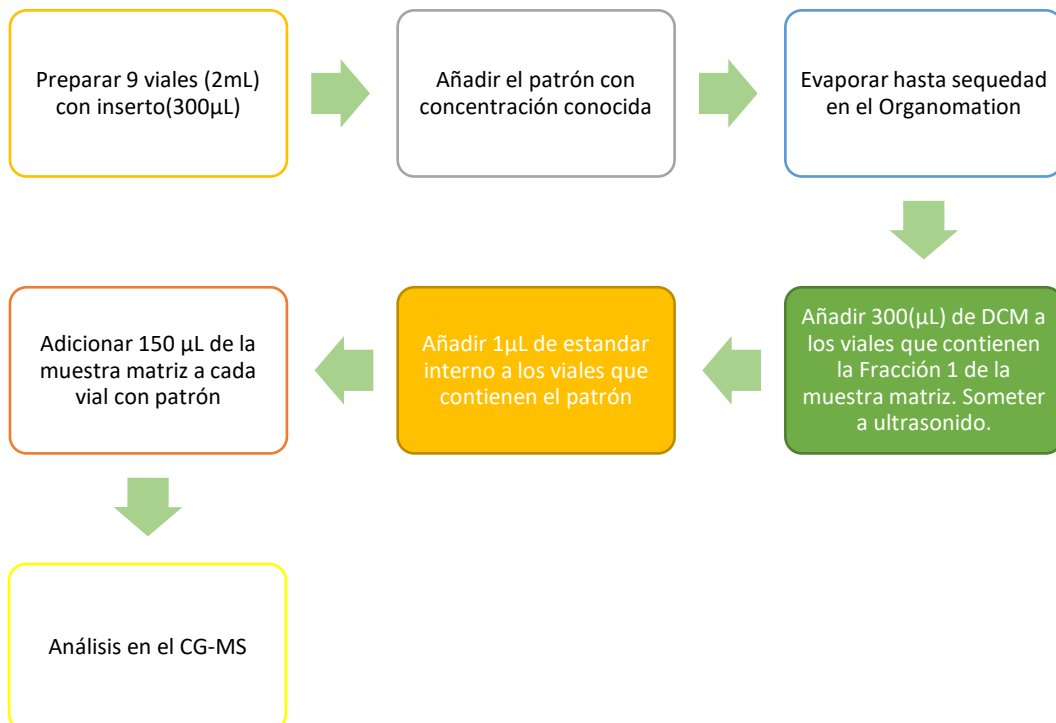 Preparar 9 viales (2mL)
con inserto(300µL)
Añadir el patrón con
concentración conocida
Evaporar hasta sequedad
en el Organomation
Añadir 300(µL) de DCM a
los viales que contienen
la Fracción 1 de la
muestra matriz. Someter
a ultrasonido.
Añadir 1µL de estandar
interno a los viales que
contienen el patrón
Adicionar 150 µL de la
muestra matriz a cada
vial con patrón
Análisis en el CG-MS